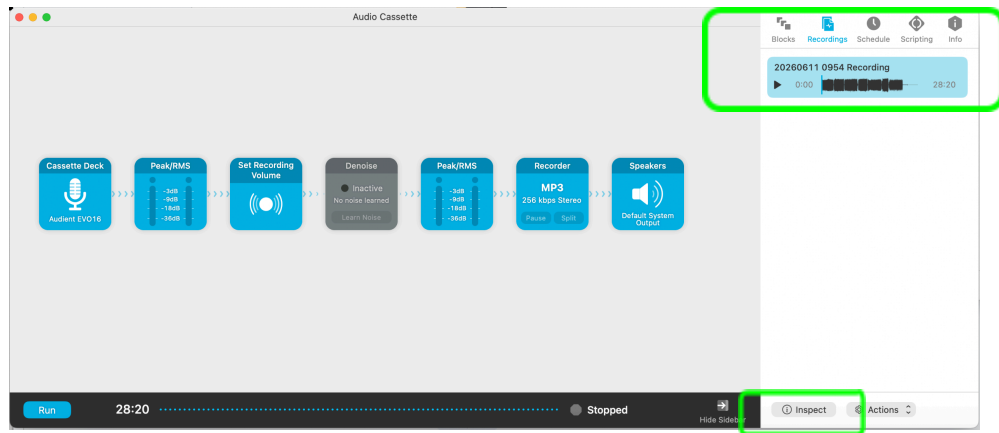 Audio Cassette
Blocks Recordings Schedule Scripting Info
20260611 0954 Recording
0:00 28:20
Cassette Deck
Audient EVO16
Peak/RMS
-3dB
-9dB
-18dB
-36dB
Set Recording
Volume
Denoise
Inactive
No noise learned
Learn Noise
Peak/RMS
-3dB
-9dB
-18dB
-36dB
Recorder
MP3
256 kbps Stereo
Pause Split
Speakers
Default System
Output
Run 28:20 Stopped
Hide Sidebar
Inspect Actions